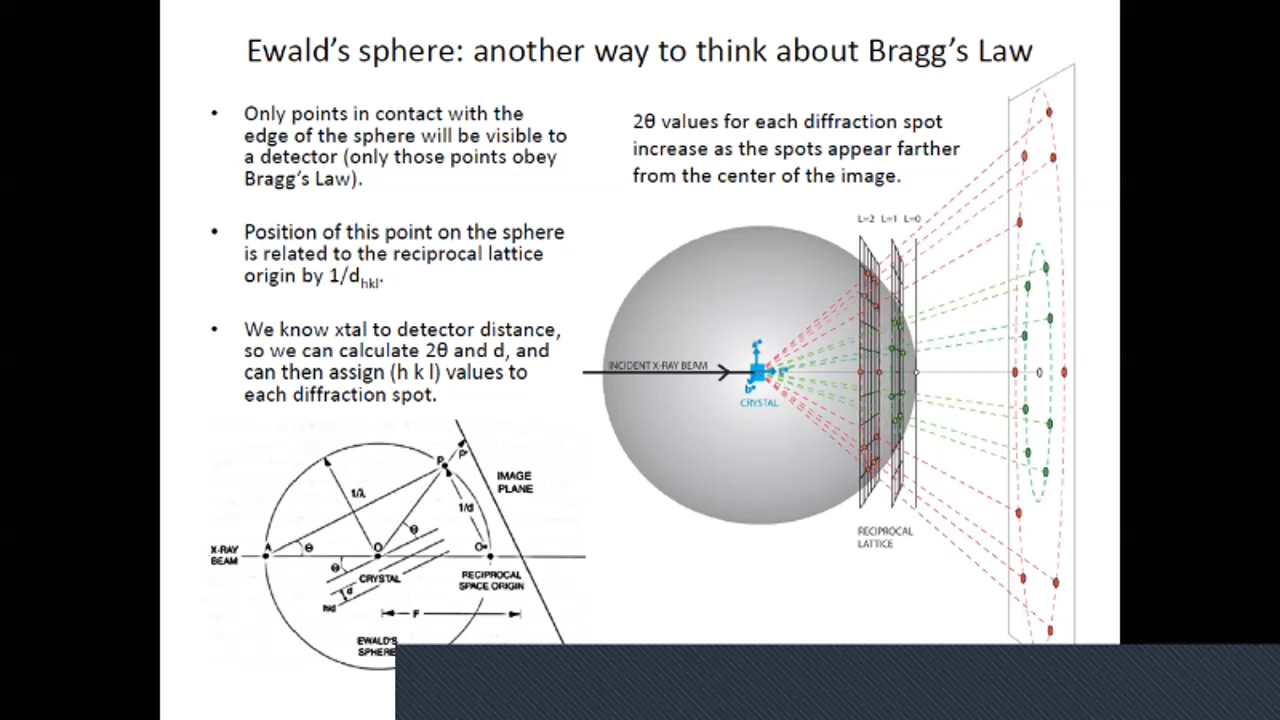 Ewald's sphere: another way to think about Bragg's Law
• Only points in contact with the
edge of the sphere will be visible to
a detector (only those points obey
Bragg's Law).
• Position of this point on the sphere
is related to the reciprocal lattice
origin by 1/dhkl.
• We know xtal to detector distance,
so we can calculate 2θ and d, and
can then assign (h k l) values to
each diffraction spot.
2θ values for each diffraction spot
increase as the spots appear farther
from the center of the image.
L=2 L=1 L=0
INCIDENT X-RAY BEAM
a*
b*
CRYSTAL
RECIPROCAL
LATTICE
P
P'
IMAGE
PLANE
1/λ
1/d
θ
X-RAY
BEAM
A
θ
O
O*
θ
CRYSTAL
RECIPROCAL
SPACE ORIGIN
d
hkl
F
EWALD'S
SPHERE